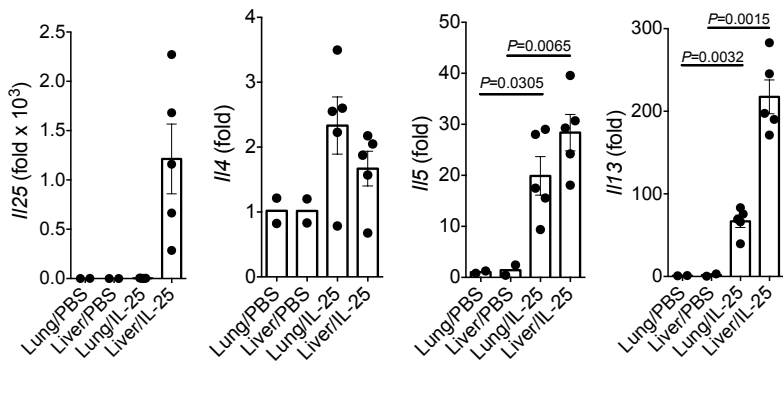 Il25 (fold x 10³)
2.5
2.0
1.5
1.0
0.5
0.0
Lung/PBS
Liver/PBS
Lung/IL-25
Liver/IL-25
Il4 (fold)
4
3
2
1
0
Lung/PBS
Liver/PBS
Lung/IL-25
Liver/IL-25
Il5 (fold)
50
40
30
20
10
0
P=0.0065
P=0.0305
Lung/PBS
Liver/PBS
Lung/IL-25
Liver/IL-25
Il13 (fold)
300
200
100
0
P=0.0015
P=0.0032
Lung/PBS
Liver/PBS
Lung/IL-25
Liver/IL-25